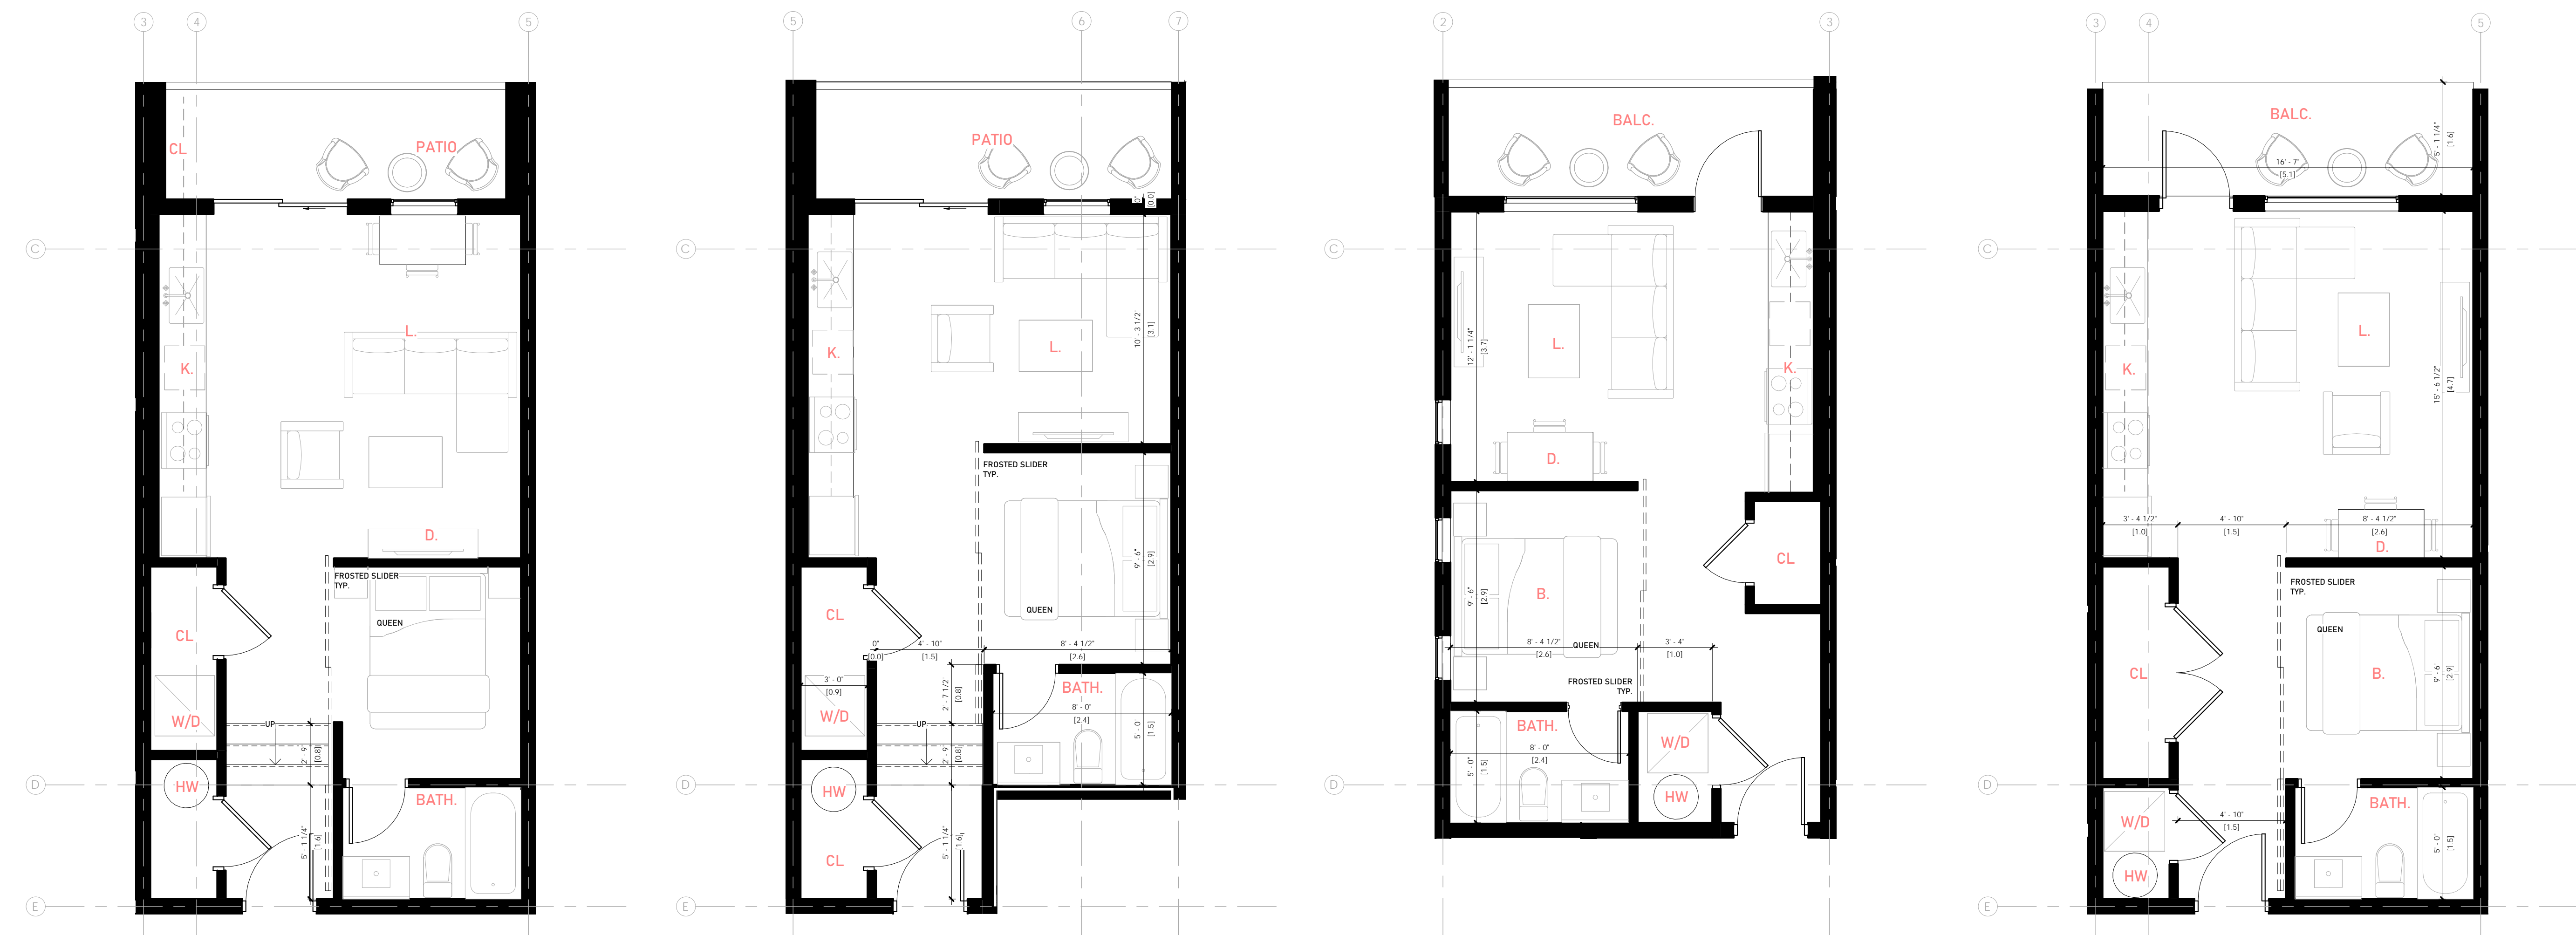 3
4
5
CL
PATIO
C
L.
K.
D.
FROSTED SLIDER
TYP.
QUEEN
CL
W/D
UP
2' - 9"
[0.8]
HW
D
BATH.
5' - 1 1/4"
[1.6]
E
5
6
7
PATIO
0"
[0.0]
C
10' - 3 1/2"
[3.1]
K.
L.
FROSTED SLIDER
TYP.
9' - 6"
[2.9]
QUEEN
CL
0"
[0.0]
4' - 10"
[1.5]
8' - 4 1/2"
[2.6]
3' - 0"
[0.9]
2' - 7 1/2"
[0.8]
BATH.
8' - 0"
[2.4]
W/D
UP
5' - 0"
[1.5]
2' - 9"
[0.8]
D
HW
5' - 1 1/4"
[1.6]
CL
E
2
3
BALC.
C
12' - 1 1/4"
[3.7]
L.
K.
D.
CL
9' - 6"
[2.9]
B.
8' - 4 1/2"
[2.6]
QUEEN
3' - 4"
[1.0]
FROSTED SLIDER
TYP.
BATH.
8' - 0"
[2.4]
W/D
5' - 0"
[1.5]
D
HW
3
4
5
BALC.
5' - 1 1/4"
[1.6]
16' - 7"
[5.1]
C
L.
K.
15' - 6 1/2"
[4.7]
3' - 4 1/2"
[1.0]
4' - 10"
[1.5]
8' - 4 1/2"
[2.6]
D.
FROSTED SLIDER
TYP.
QUEEN
CL
B.
9' - 6"
[2.9]
D
BATH.
W/D
4' - 10"
[1.5]
5' - 0"
[1.5]
HW
E